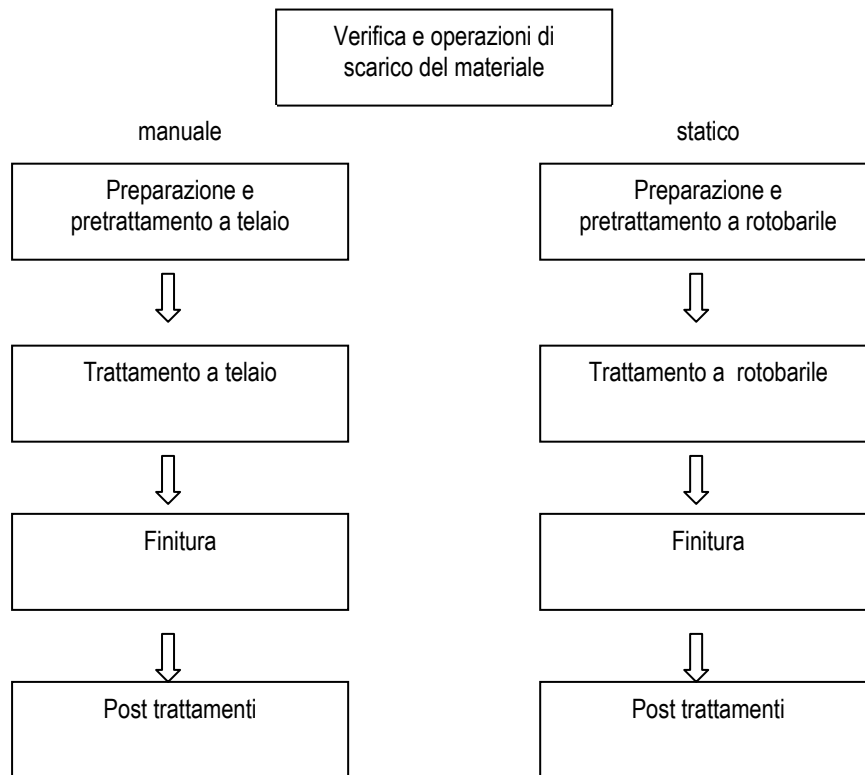 Verifica e operazioni di
scarico del materiale
manuale
statico
Preparazione e
pretrattamento a telaio
Preparazione e
pretrattamento a rotobarile
Trattamento a telaio
Trattamento a rotobarile
Finitura
Finitura
Post trattamenti
Post trattamenti